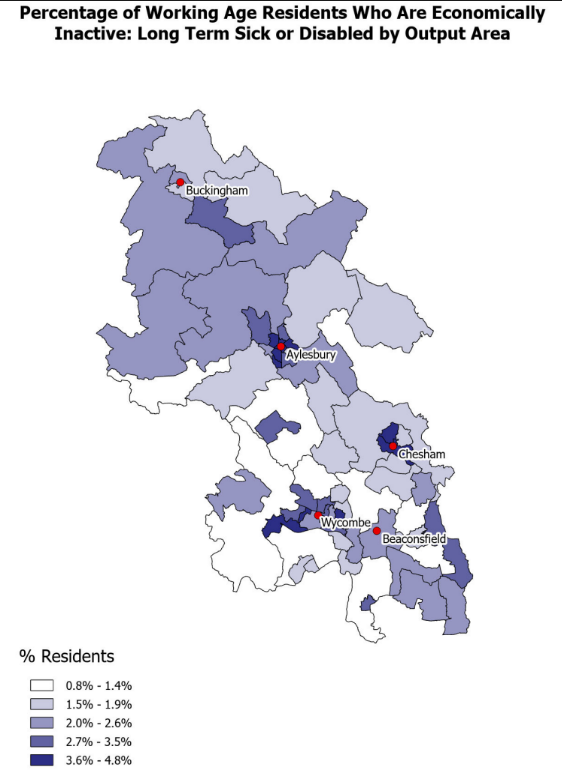 Percentage of Working Age Residents Who Are Economically
Inactive: Long Term Sick or Disabled by Output Area
Buckingham
Aylesbury
Chesham
Wycombe
Beaconsfield
% Residents
0.8% - 1.4%
1.5% - 1.9%
2.0% - 2.6%
2.7% - 3.5%
3.6% - 4.8%